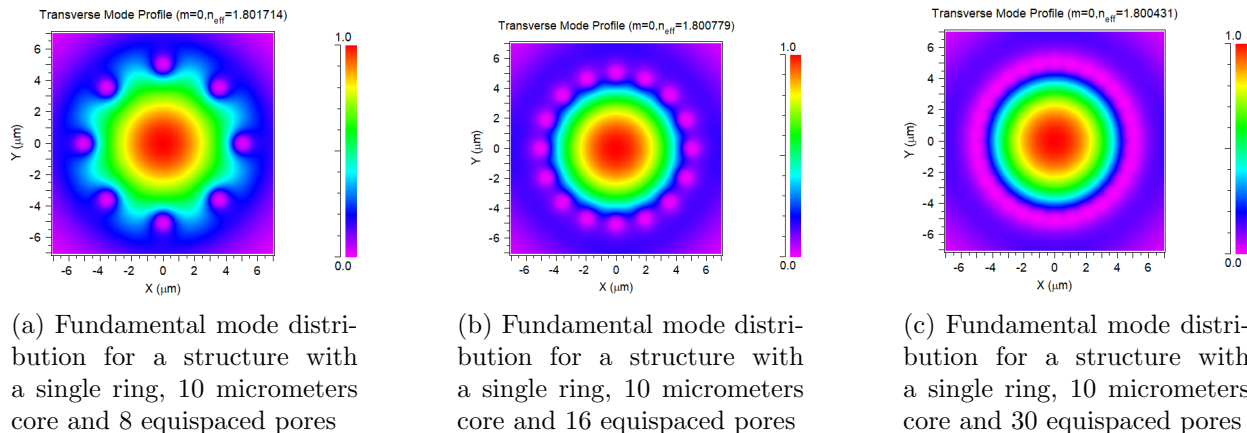 Transverse Mode Profile (m=0,n_eff=1.801714)
1.0
6
4
2
0
-2
-4
-6
Y (μm)
0.0
-6 -4 -2 0 2 4 6
X (μm)
(a) Fundamental mode distri-
bution for a structure with
a single ring, 10 micrometers
core and 8 equispaced pores
Transverse Mode Profile (m=0,n_eff=1.800779)
1.0
6
4
2
0
-2
-4
-6
Y (μm)
0.0
-6 -4 -2 0 2 4 6
X (μm)
(b) Fundamental mode distri-
bution for a structure with
a single ring, 10 micrometers
core and 16 equispaced pores
Transverse Mode Profile (m=0,n_eff=1.800431)
1.0
6
4
2
0
-2
-4
-6
Y (μm)
0.0
-6 -4 -2 0 2 4 6
X (μm)
(c) Fundamental mode distri-
bution for a structure with
a single ring, 10 micrometers
core and 30 equispaced pores